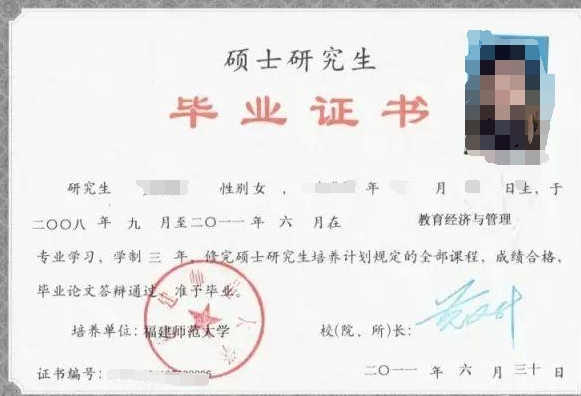 硕士研究生
毕业证书
研究生 性别女， 年 月 日生，于
二〇〇八年 九 月至二〇一一年 六 月在 教育经济与管理
专业学习，学制 三 年，修完硕士研究生培养计划规定的全部课程，成绩合格，
毕业论文答辩通过，准予毕业。
培养单位：福建师范大学 校(院、所)长：
证书编号： 二〇一一 年 六 月 三十 日